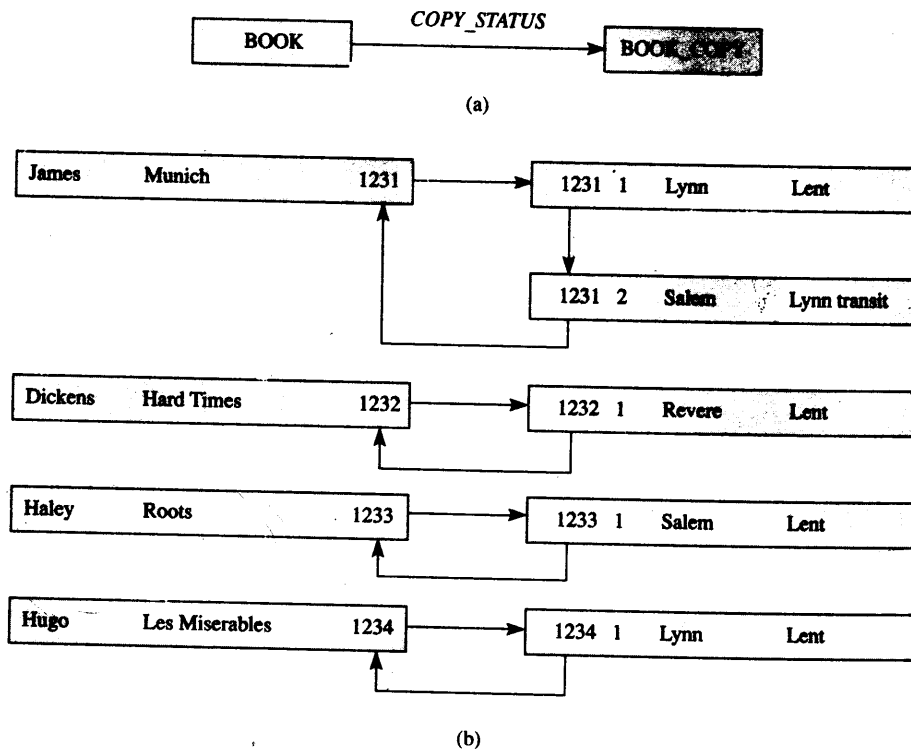 COPY_STATUS
BOOK
BOOK_COPY
(a)
James Munich 1231
1231 1 Lynn Lent
1231 2 Salem Lynn transit
Dickens Hard Times 1232
1232 1 Revere Lent
Haley Roots 1233
1233 1 Salem Lent
Hugo Les Miserables 1234
1234 1 Lynn Lent
(b)